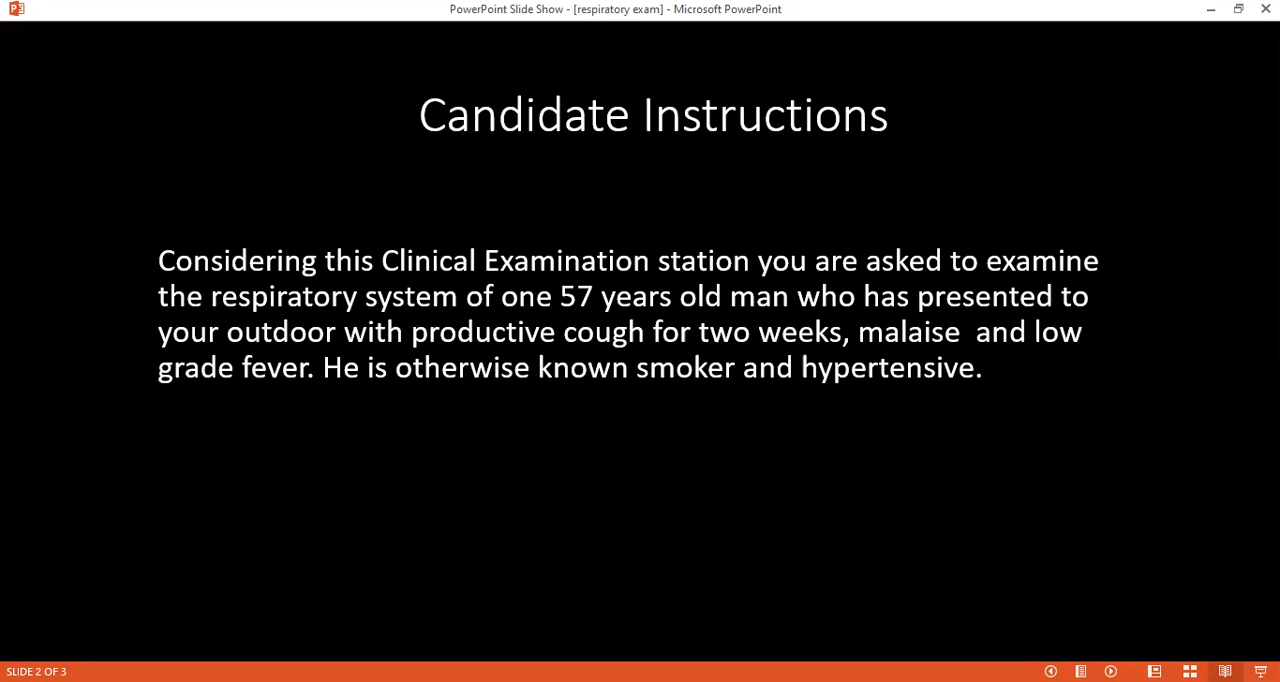 PowerPoint Slide Show - [respiratory exam] - Microsoft PowerPoint
Candidate Instructions
Considering this Clinical Examination station you are asked to examine
the respiratory system of one 57 years old man who has presented to
your outdoor with productive cough for two weeks, malaise  and low
grade fever. He is otherwise known smoker and hypertensive.
SLIDE 2 OF 3